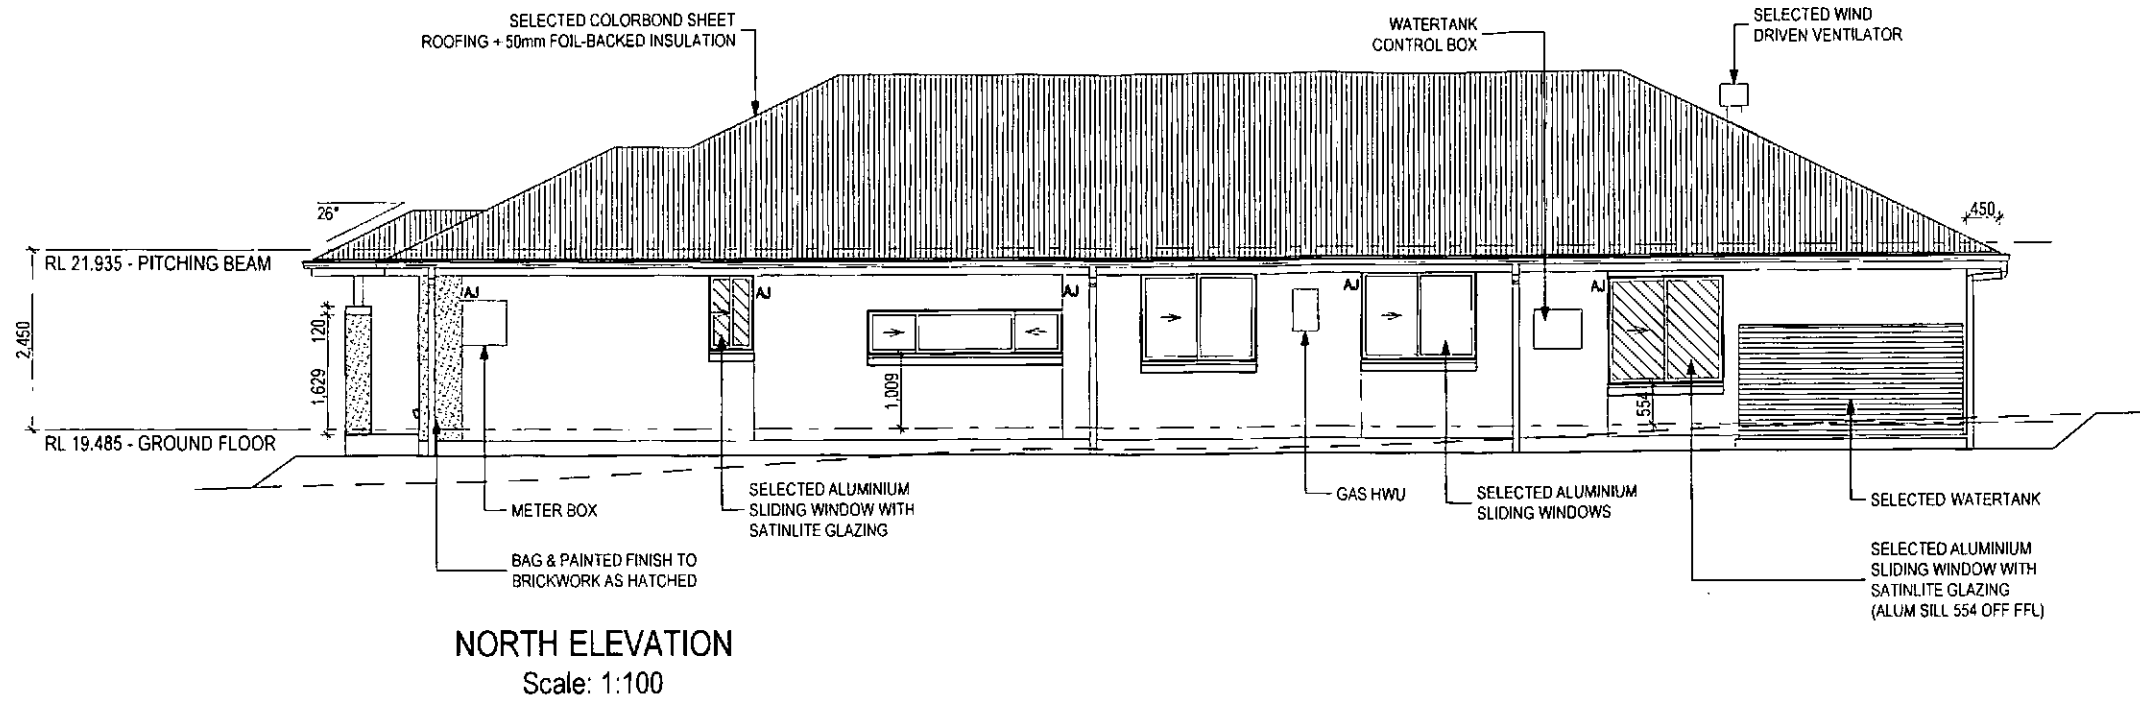 SELECTED COLORBOND SHEET
ROOFING + 50mm FOIL-BACKED INSULATION
WATERTANK
CONTROL BOX
SELECTED WIND
DRIVEN VENTILATOR
26°
450
RL 21.935 - PITCHING BEAM
2,450
120
1,629
AJ
AJ
AJ
AJ
AJ
1,009
554
RL 19.485 - GROUND FLOOR
METER BOX
BAG & PAINTED FINISH TO
BRICKWORK AS HATCHED
SELECTED ALUMINIUM
SLIDING WINDOW WITH
SATINLITE GLAZING
GAS HWU
SELECTED ALUMINIUM
SLIDING WINDOWS
SELECTED WATERTANK
SELECTED ALUMINIUM
SLIDING WINDOW WITH
SATINLITE GLAZING
(ALUM SILL 554 OFF FFL)
NORTH ELEVATION
Scale: 1:100